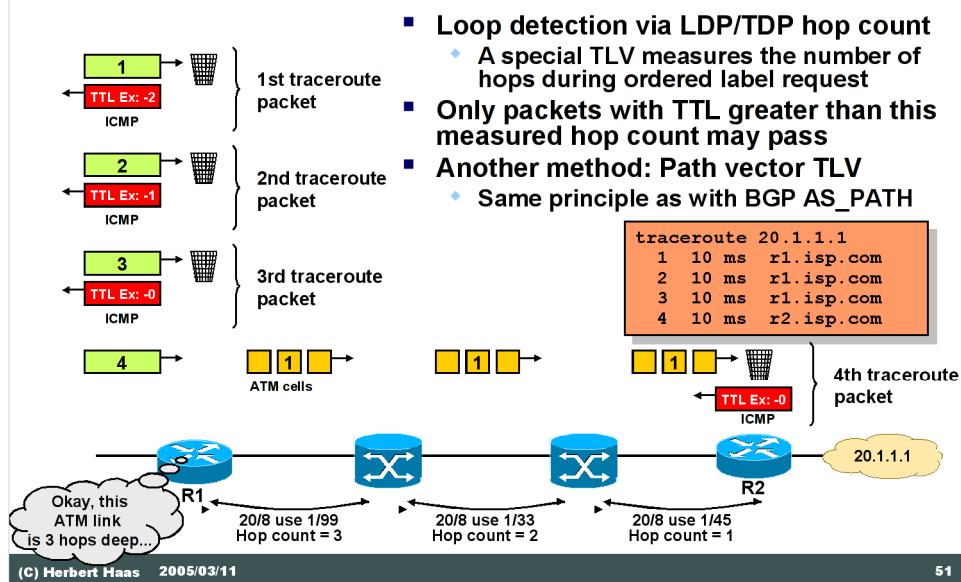 Loop detection via LDP/TDP hop count
A special TLV measures the number of
hops during ordered label request
Only packets with TTL greater than this
measured hop count may pass
Another method: Path vector TLV
Same principle as with BGP AS_PATH
1
TTL Ex: -2
ICMP
1st traceroute
packet
2
TTL Ex: -1
ICMP
2nd traceroute
packet
3
TTL Ex: -0
ICMP
3rd traceroute
packet
traceroute 20.1.1.1
1 10 ms r1.isp.com
2 10 ms r1.isp.com
3 10 ms r1.isp.com
4 10 ms r2.isp.com
4
1
ATM cells
1
1
TTL Ex: -0
ICMP
4th traceroute
packet
R1
R2
20.1.1.1
Okay, this
ATM link
is 3 hops deep...
20/8 use 1/99
Hop count = 3
20/8 use 1/33
Hop count = 2
20/8 use 1/45
Hop count = 1
(C) Herbert Haas 2005/03/11
51